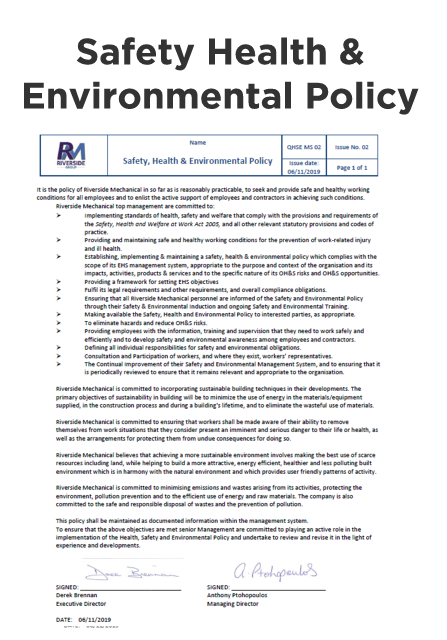 Safety Health &
Environmental Policy
RM
RIVERSIDE
GROUP
Name
Safety, Health & Environmental Policy
QHSE MS 02
Issue No. 02
Issue date:
06/11/2019
Page 1 of 1
It is the policy of Riverside Mechanical in so far as is reasonably practicable, to seek and provide safe and healthy working
conditions for all employees and to enlist the active support of employees and contractors in achieving such conditions.
Riverside Mechanical top management are committed to:
➢ Implementing standards of health, safety and welfare that comply with the provisions and requirements of
the Safety, Health and Welfare at Work Act 2005, and all other relevant statutory provisions and codes of
practice.
➢ Providing and maintaining safe and healthy working conditions for the prevention of work-related injury
and ill health.
➢ Establishing, implementing & maintaining a safety, health & environmental policy which complies with the
scope of its EHS management system, appropriate to the purpose and context of the organisation and its
impacts, activities, products & services and to the specific nature of its OH&S risks and OH&S opportunities.
➢ Providing a framework for setting EHS objectives
➢ Fulfil its legal requirements and other requirements, and overall compliance obligations.
➢ Ensuring that all Riverside Mechanical personnel are informed of the Safety and Environmental Policy
through their Safety & Environmental induction and ongoing Safety and Environmental Training.
➢ Making available the Safety, Health and Environmental Policy to interested parties, as appropriate.
➢ To eliminate hazards and reduce OH&S risks.
➢ Providing employees with the information, training and supervision that they need to work safely and
efficiently and to develop safety and environmental awareness among employees and contractors.
➢ Defining all individual responsibilities for safety and environmental obligations.
➢ Consultation and Participation of workers, and where they exist, workers' representatives.
➢ The Continual improvement of their Safety and Environmental Management System, and to ensuring that it
is periodically reviewed to ensure that it remains relevant and appropriate to the organisation.
Riverside Mechanical is committed to incorporating sustainable building techniques in their developments. The
primary objectives of sustainability in building will be to minimize the use of energy in the materials/equipment
supplied, in the construction process and during a building's lifetime, and to eliminate the wasteful use of materials.
Riverside Mechanical is committed to ensuring that workers shall be made aware of their ability to remove
themselves from work situations that they consider present an imminent and serious danger to their life or health, as
well as the arrangements for protecting them from undue consequences for doing so.
Riverside Mechanical believes that achieving a more sustainable environment involves making the best use of scarce
resources including land, while helping to build a more attractive, energy efficient, healthier and less polluting built
environment which is in harmony with the natural environment and which provides user friendly patterns of activity.
Riverside Mechanical is committed to minimising emissions and wastes arising from its activities, protecting the
environment, pollution prevention and to the efficient use of energy and raw materials. The company is also
committed to the safe and responsible disposal of wastes and the prevention of pollution.
This policy shall be maintained as documented information within the management system.
To ensure that the above objectives are met senior Management are committed to playing an active role in the
implementation of the Health, Safety and Environmental Policy and undertake to review and revise it in the light of
experience and developments.
Derek Brennan
A. Ptohopoulos
SIGNED:
SIGNED:
Derek Brennan
Anthony Ptohopoulos
Executive Director
Managing Director
DATE: 06/11/2019